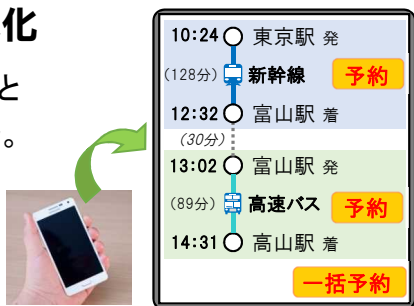 化
と
。
10:24 東京駅 発
(128分) 新幹線 予約
12:32 富山駅 着
(30分)
13:02 富山駅 発
(89分) 高速バス 予約
14:31 高山駅 着
一括予約